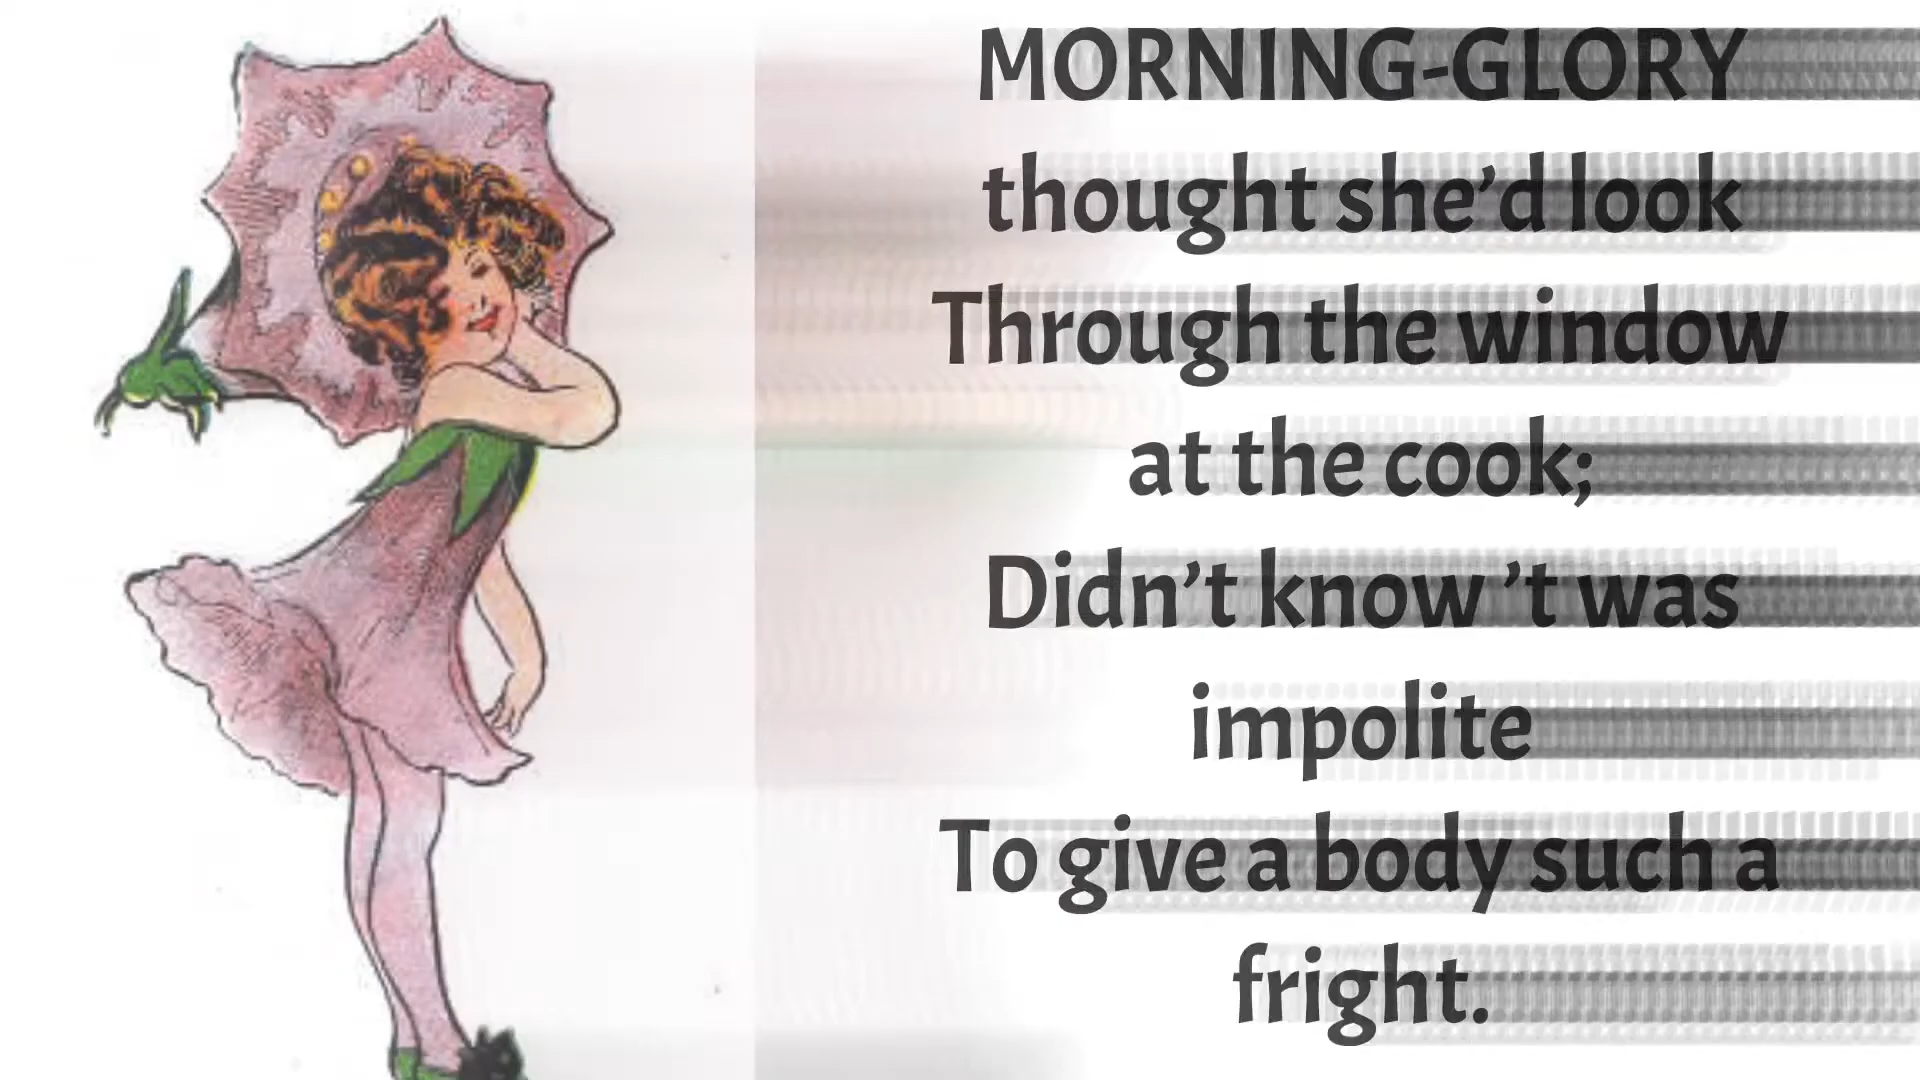 MORNING-GLORY
thought she’d look
Through the window
at the cook;
Didn’t know ’t was
impolite
To give a body such a
fright.